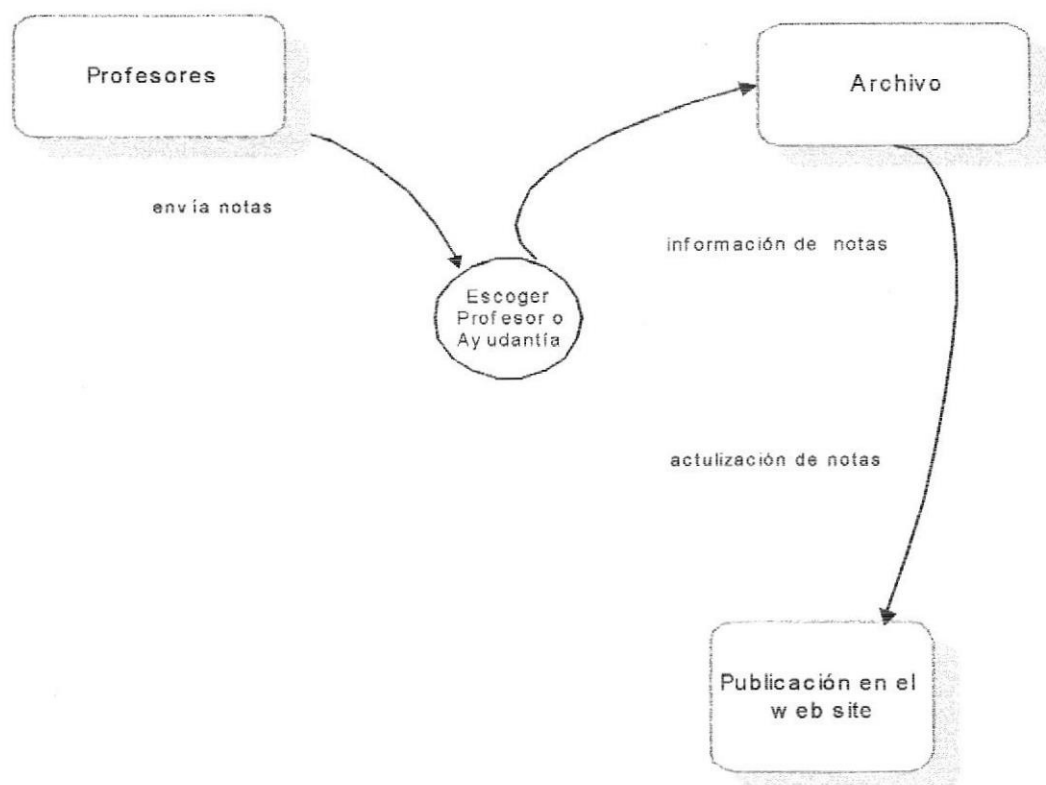 Profesores
Archivo
envía notas
información de notas
Escoger
Profesor o
Ayudantía
actulización de notas
Publicación en el
web site